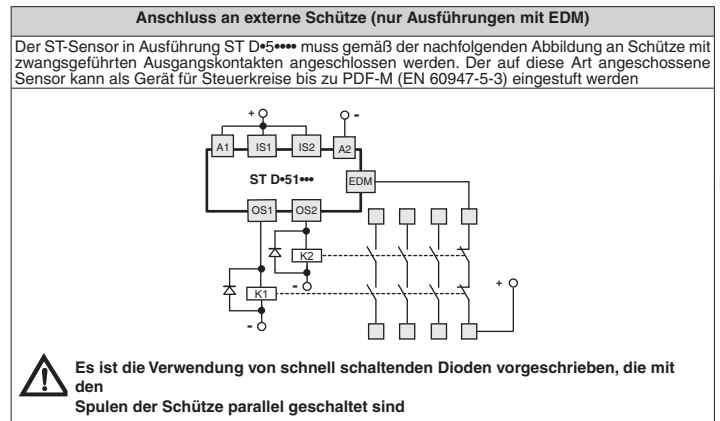 Anschluss an externe Schütze (nur Ausführungen mit EDM)
Der ST-Sensor in Ausführung ST D•5•••• muss gemäß der nachfolgenden Abbildung an Schütze mit
zwangsgeführten Ausgangskontakten angeschlossen werden. Der auf diese Art angeschossene
Sensor kann als Gerät für Steuerkreise bis zu PDF-M (EN 60947-5-3) eingestuft werden
+ -
A1 IS1 IS2 A2
ST D•51•••
EDM
OS1 OS2
K2
- +
K1
-
Es ist die Verwendung von schnell schaltenden Dioden vorgeschrieben, die mit
den
Spulen der Schütze parallel geschaltet sind